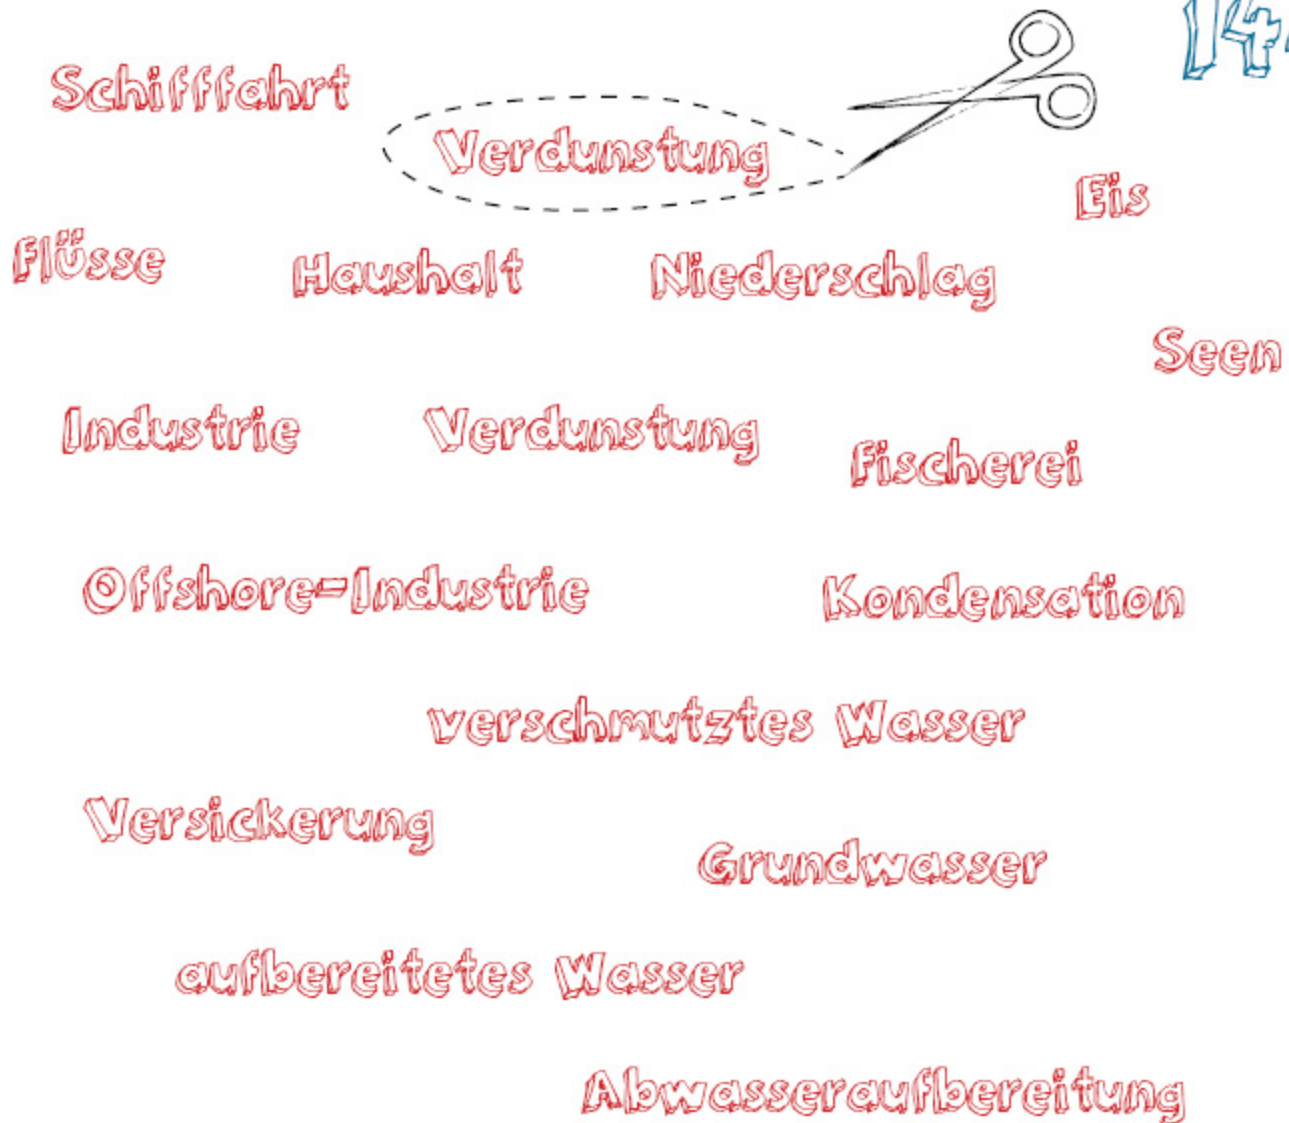 14
Schifffahrt
Verdunstung
Eis
Flüsse
Haushalt
Niederschlag
Seen
Industrie
Verdunstung
Fischerei
Offshore-Industrie
Kondensation
verschmutztes Wasser
Versickerung
Grundwasser
aufbereitetes Wasser
Abwasseraufbereitung